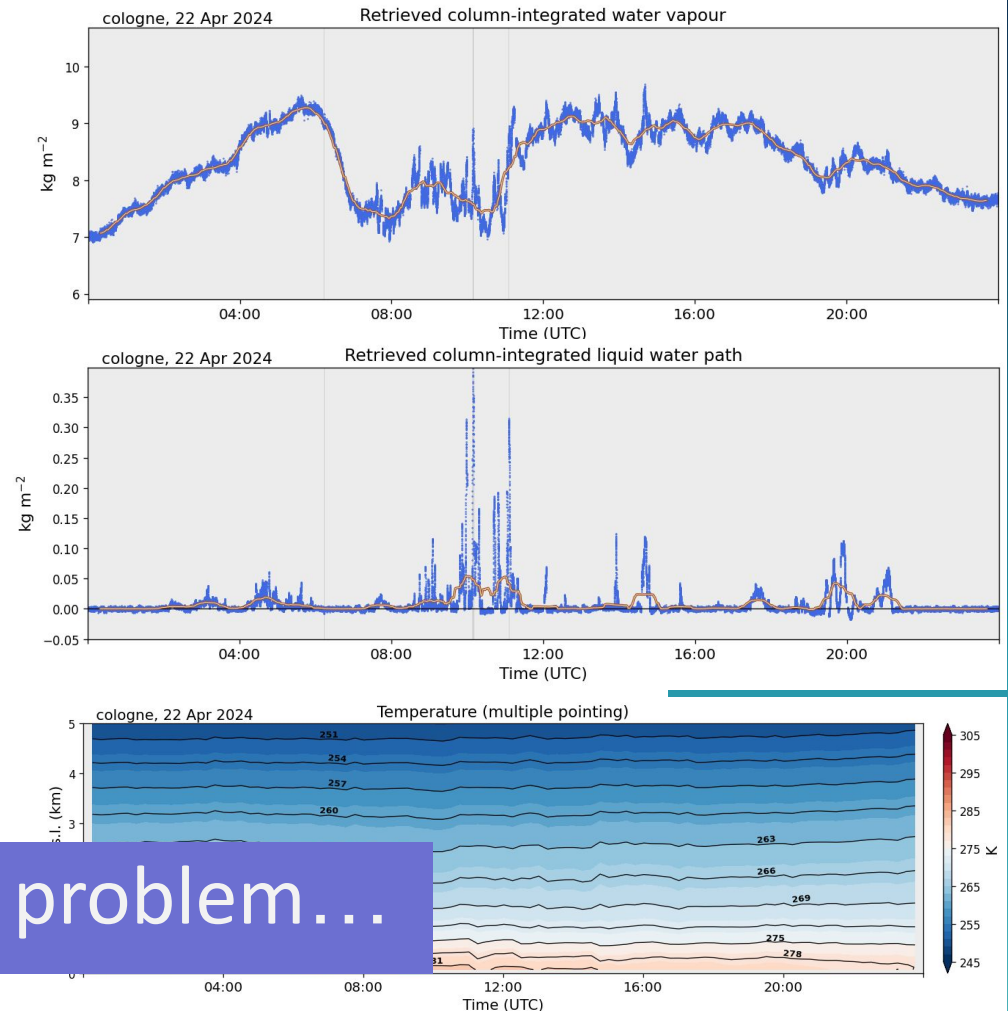 cologne, 22 Apr 2024 Retrieved column-integrated water vapour
10
9
8
7
6
kg m⁻²
04:00 08:00 12:00 16:00 20:00
Time (UTC)
cologne, 22 Apr 2024 Retrieved column-integrated liquid water path
0.35
0.30
0.25
0.20
0.15
0.10
0.05
0.00
−0.05
kg m⁻²
04:00 08:00 12:00 16:00 20:00
Time (UTC)
cologne, 22 Apr 2024 Temperature (multiple pointing)
5
4
3
0
s.l. (km)
251
254
257
260
263
266
269
275
278
81
305
295
285
275
265
255
245
K
problem...
04:00 08:00 12:00 16:00 20:00
Time (UTC)